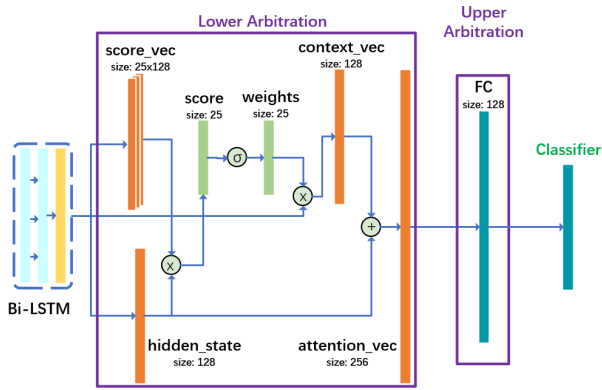 Lower Arbitration
Upper
Arbitration
score_vec
size: 25x128
context_vec
size: 128
score
size: 25
weights
size: 25
FC
size: 128
Classifier
σ
x
x
+
Bi-LSTM
hidden_state
size: 128
attention_vec
size: 256